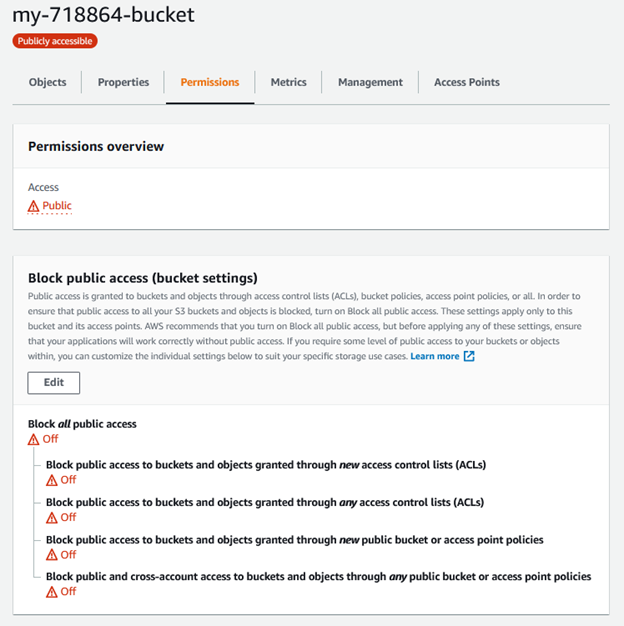 my-718864-bucket
Publicly accessible
Objects Properties Permissions Metrics Management Access Points
Permissions overview
Access
Public
Block public access (bucket settings)
Public access is granted to buckets and objects through access control lists (ACLs), bucket policies, access point policies, or all. In order to
ensure that public access to all your S3 buckets and objects is blocked, turn on Block all public access. These settings apply only to this
bucket and its access points. AWS recommends that you turn on Block all public access, but before applying any of these settings, ensure
that your applications will work correctly without public access. If you require some level of public access to your buckets or objects
within, you can customize the individual settings below to suit your specific storage use cases. Learn more
Edit
Block all public access
Off
Block public access to buckets and objects granted through new access control lists (ACLs)
Off
Block public access to buckets and objects granted through any access control lists (ACLs)
Off
Block public access to buckets and objects granted through new public bucket or access point policies
Off
Block public and cross-account access to buckets and objects through any public bucket or access point policies
Off